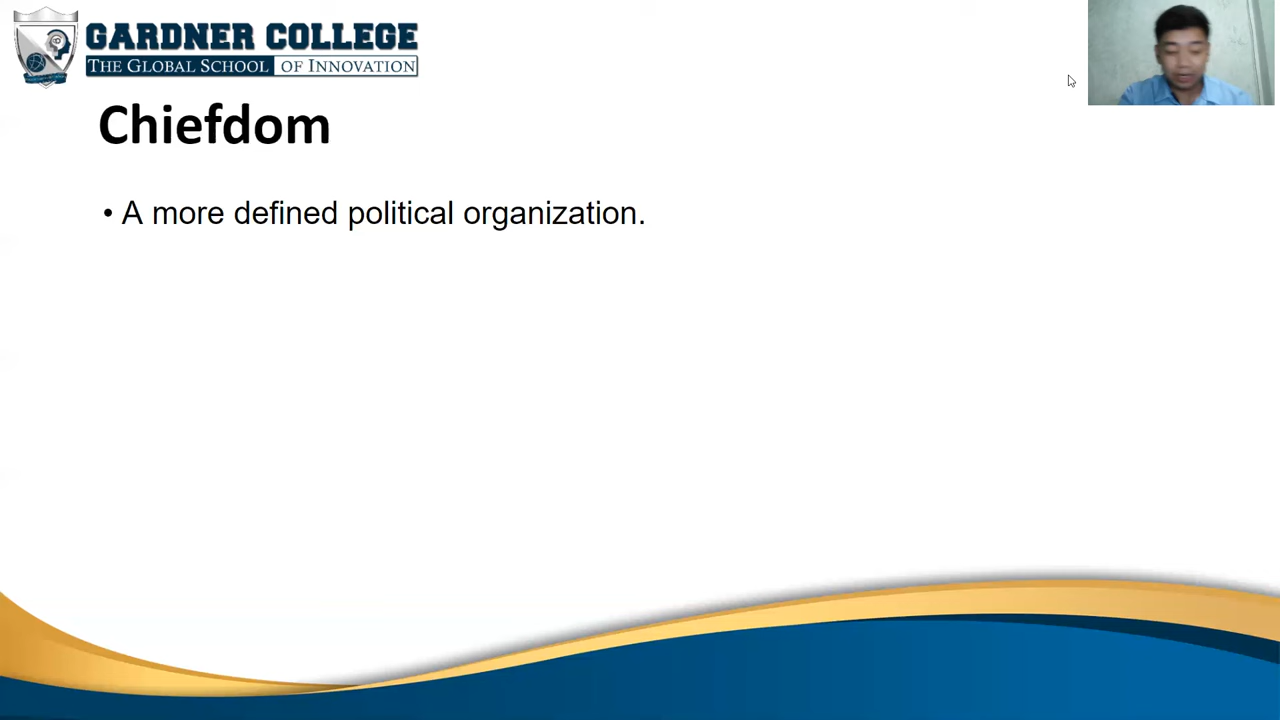 GARDNER COLLEGE
THE GLOBAL SCHOOL OF INNOVATION
Chiefdom
• A more defined political organization.